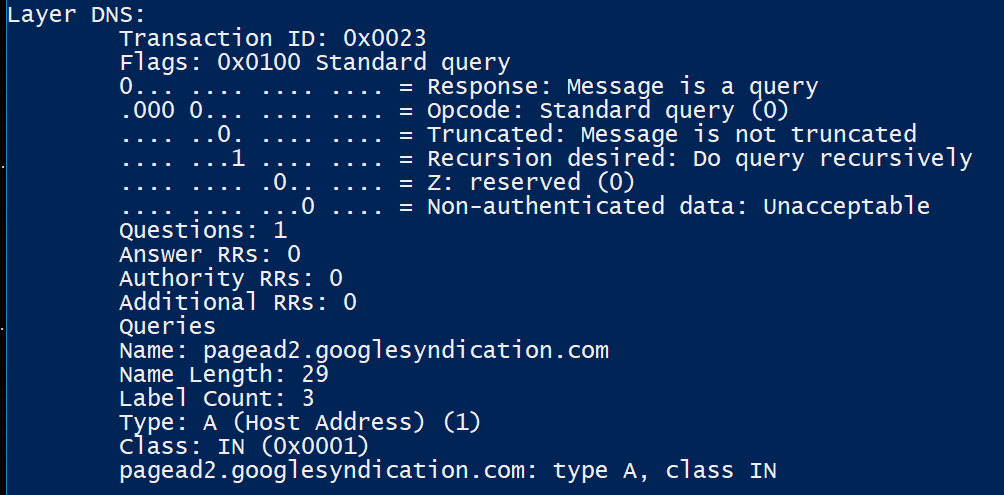 Layer DNS:
Transaction ID: 0x0023
Flags: 0x0100 Standard query
0... .... .... .... = Response: Message is a query
.000 0... .... .... = Opcode: Standard query (0)
.... ..0. .... .... = Truncated: Message is not truncated
.... ...1 .... .... = Recursion desired: Do query recursively
.... .... .0.. .... = Z: reserved (0)
.... .... ...0 .... = Non-authenticated data: Unacceptable
Questions: 1
Answer RRs: 0
Authority RRs: 0
Additional RRs: 0
Queries
Name: pagead2.googlesyndication.com
Name Length: 29
Label Count: 3
Type: A (Host Address) (1)
Class: IN (0x0001)
pagead2.googlesyndication.com: type A, class IN